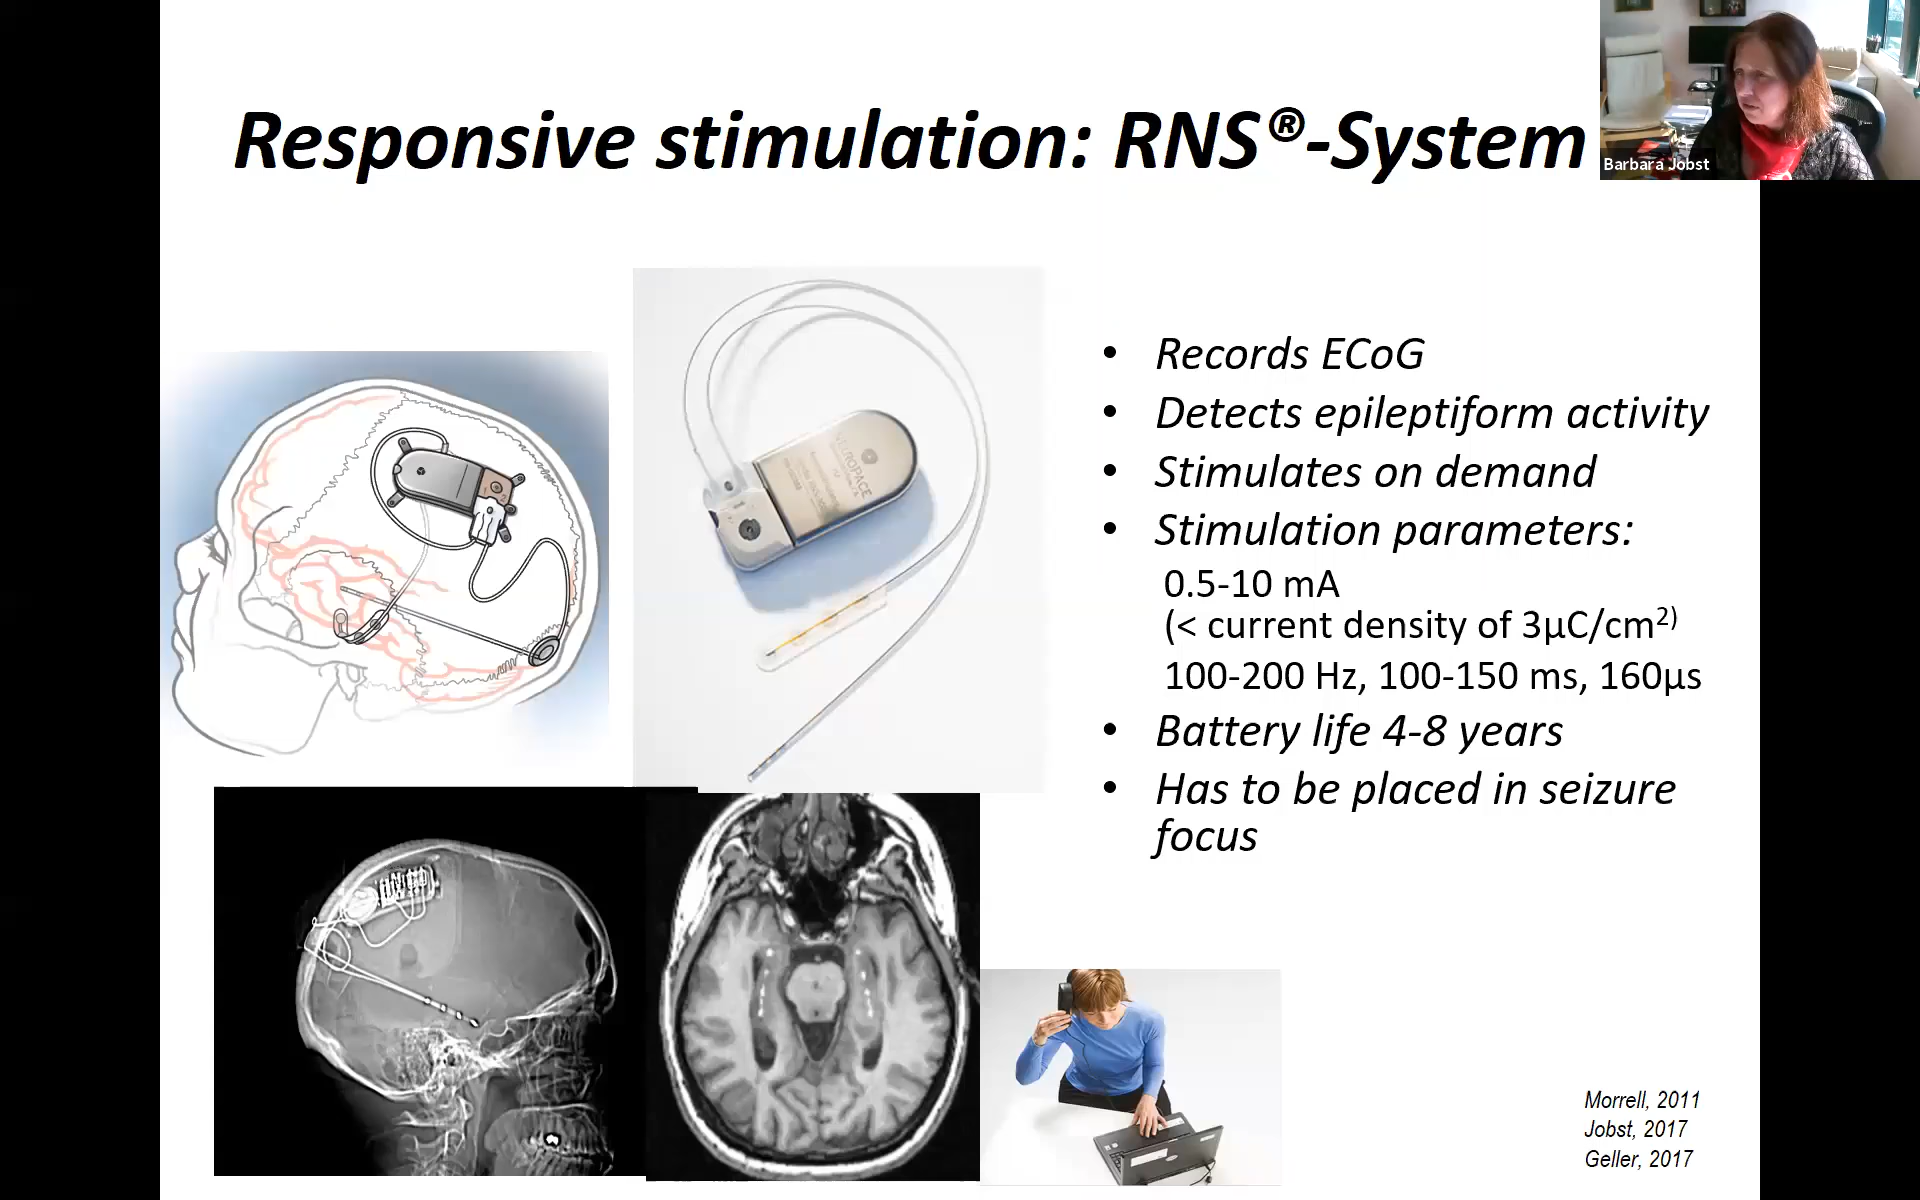 Responsive stimulation: RNS®-System
Barbara Jobst
NEUROPACE
• Records ECoG
• Detects epileptiform activity
• Stimulates on demand
• Stimulation parameters:
0.5-10 mA
(< current density of 3µC/cm²⁾
100-200 Hz, 100-150 ms, 160µs
• Battery life 4-8 years
• Has to be placed in seizure
focus
Morrell, 2011
Jobst, 2017
Geller, 2017